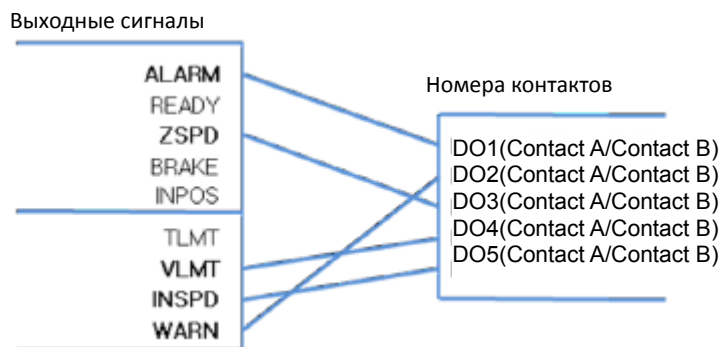 Выходные сигналы
ALARM
READY
ZSPD
BRAKE
INPOS
TLMT
VLMT
INSPD
WARN
Номера контактов
DO1(Contact A/Contact B)
DO2(Contact A/Contact B)
DO3(Contact A/Contact B)
DO4(Contact A/Contact B)
DO5(Contact A/Contact B)